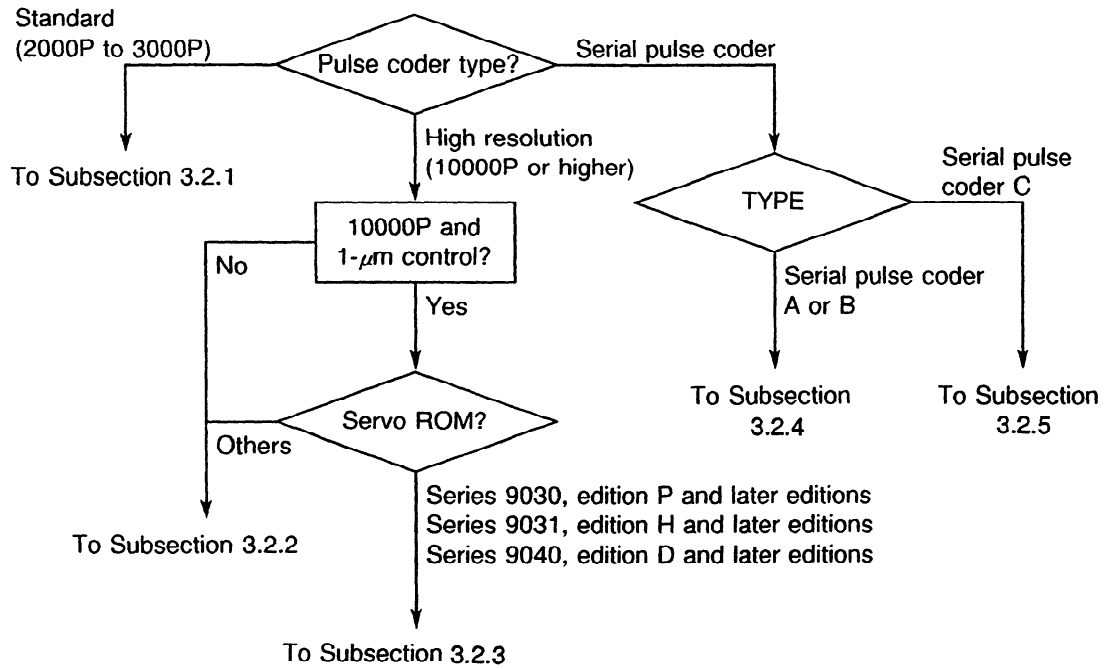 Standard
(2000P to 3000P)
Pulse coder type?
Serial pulse coder
To Subsection 3.2.1
High resolution
(10000P or higher)
TYPE
Serial pulse
coder C
10000P and
1-μm control?
No
Yes
Serial pulse coder
A or B
To Subsection
3.2.4
To Subsection
3.2.5
Servo ROM?
Others
To Subsection 3.2.2
Series 9030, edition P and later editions
Series 9031, edition H and later editions
Series 9040, edition D and later editions
To Subsection 3.2.3